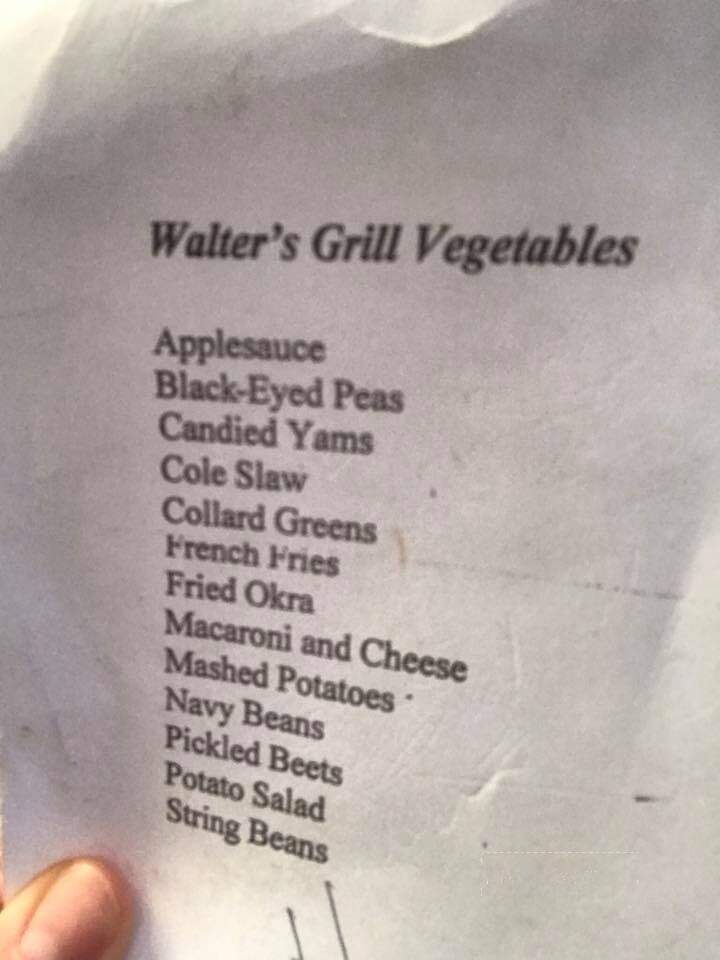 Walter's Grill Vegetables
Applesauce
Black-Eyed Peas
Candied Yams
Cole Slaw
Collard Greens
French Fries
Fried Okra
Macaroni and Cheese
Mashed Potatoes
Navy Beans
Pickled Beets
Potato Salad
String Beans